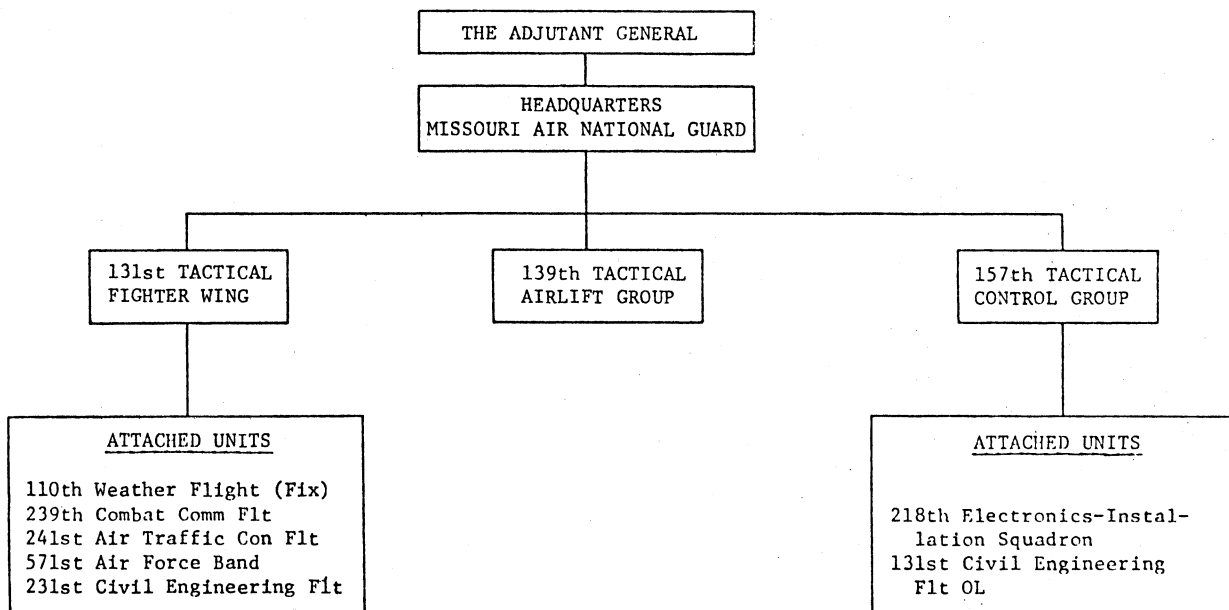 THE ADJUTANT GENERAL
HEADQUARTERS
MISSOURI AIR NATIONAL GUARD
131st TACTICAL
FIGHTER WING
139th TACTICAL
AIRLIFT GROUP
157th TACTICAL
CONTROL GROUP
ATTACHED UNITS
110th Weather Flight (Fix)
239th Combat Comm Flt
241st Air Traffic Con Flt
571st Air Force Band
231st Civil Engineering Flt
ATTACHED UNITS
218th Electronics-Instal-
lation Squadron
131st Civil Engineering
Flt OL